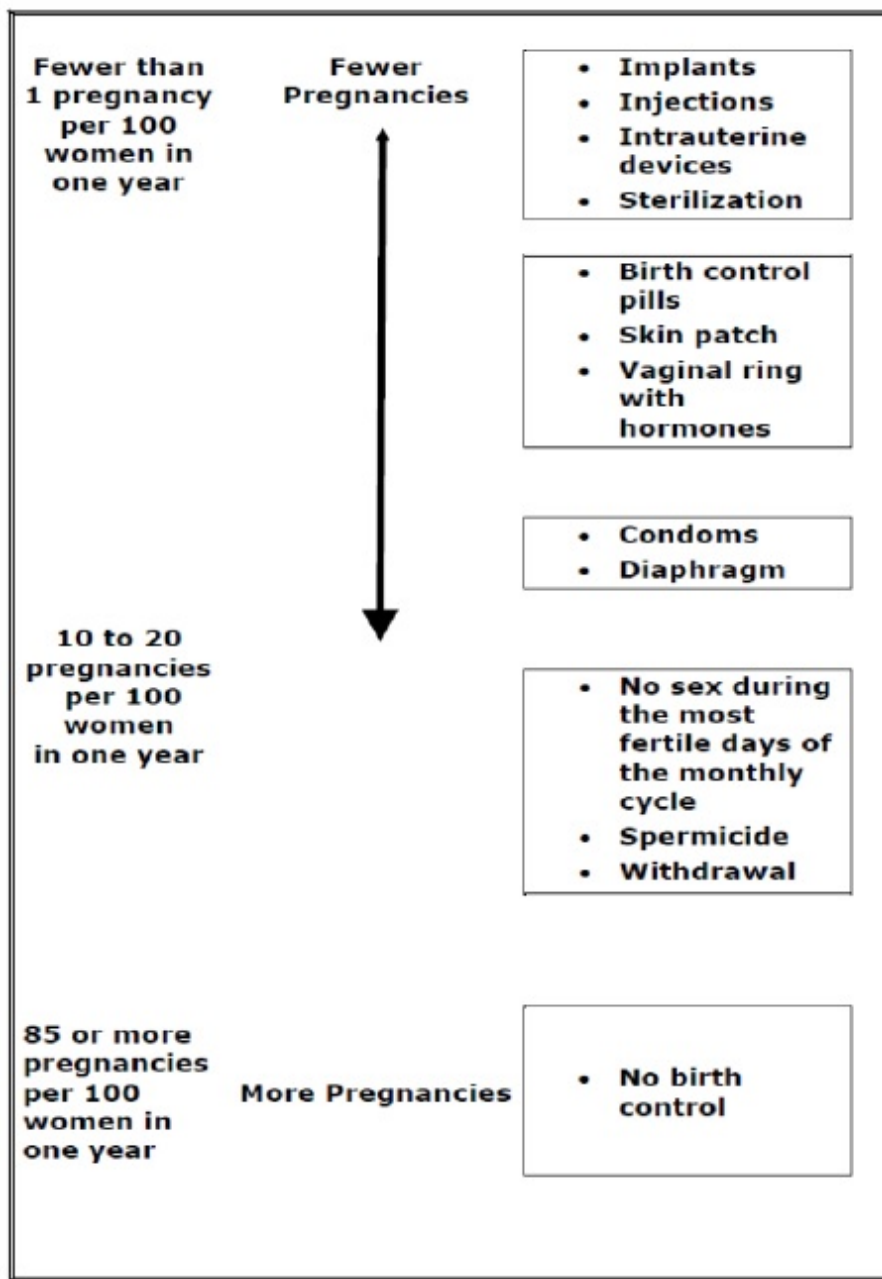 Fewer than
1 pregnancy
per 100
women in
one year
Fewer
Pregnancies
• Implants
• Injections
• Intrauterine
devices
• Sterilization
• Birth control
pills
• Skin patch
• Vaginal ring
with
hormones
• Condoms
• Diaphragm
10 to 20
pregnancies
per 100
women
in one year
• No sex during
the most
fertile days of
the monthly
cycle
• Spermicide
• Withdrawal
85 or more
pregnancies
per 100
women in
one year
More Pregnancies
• No birth
control